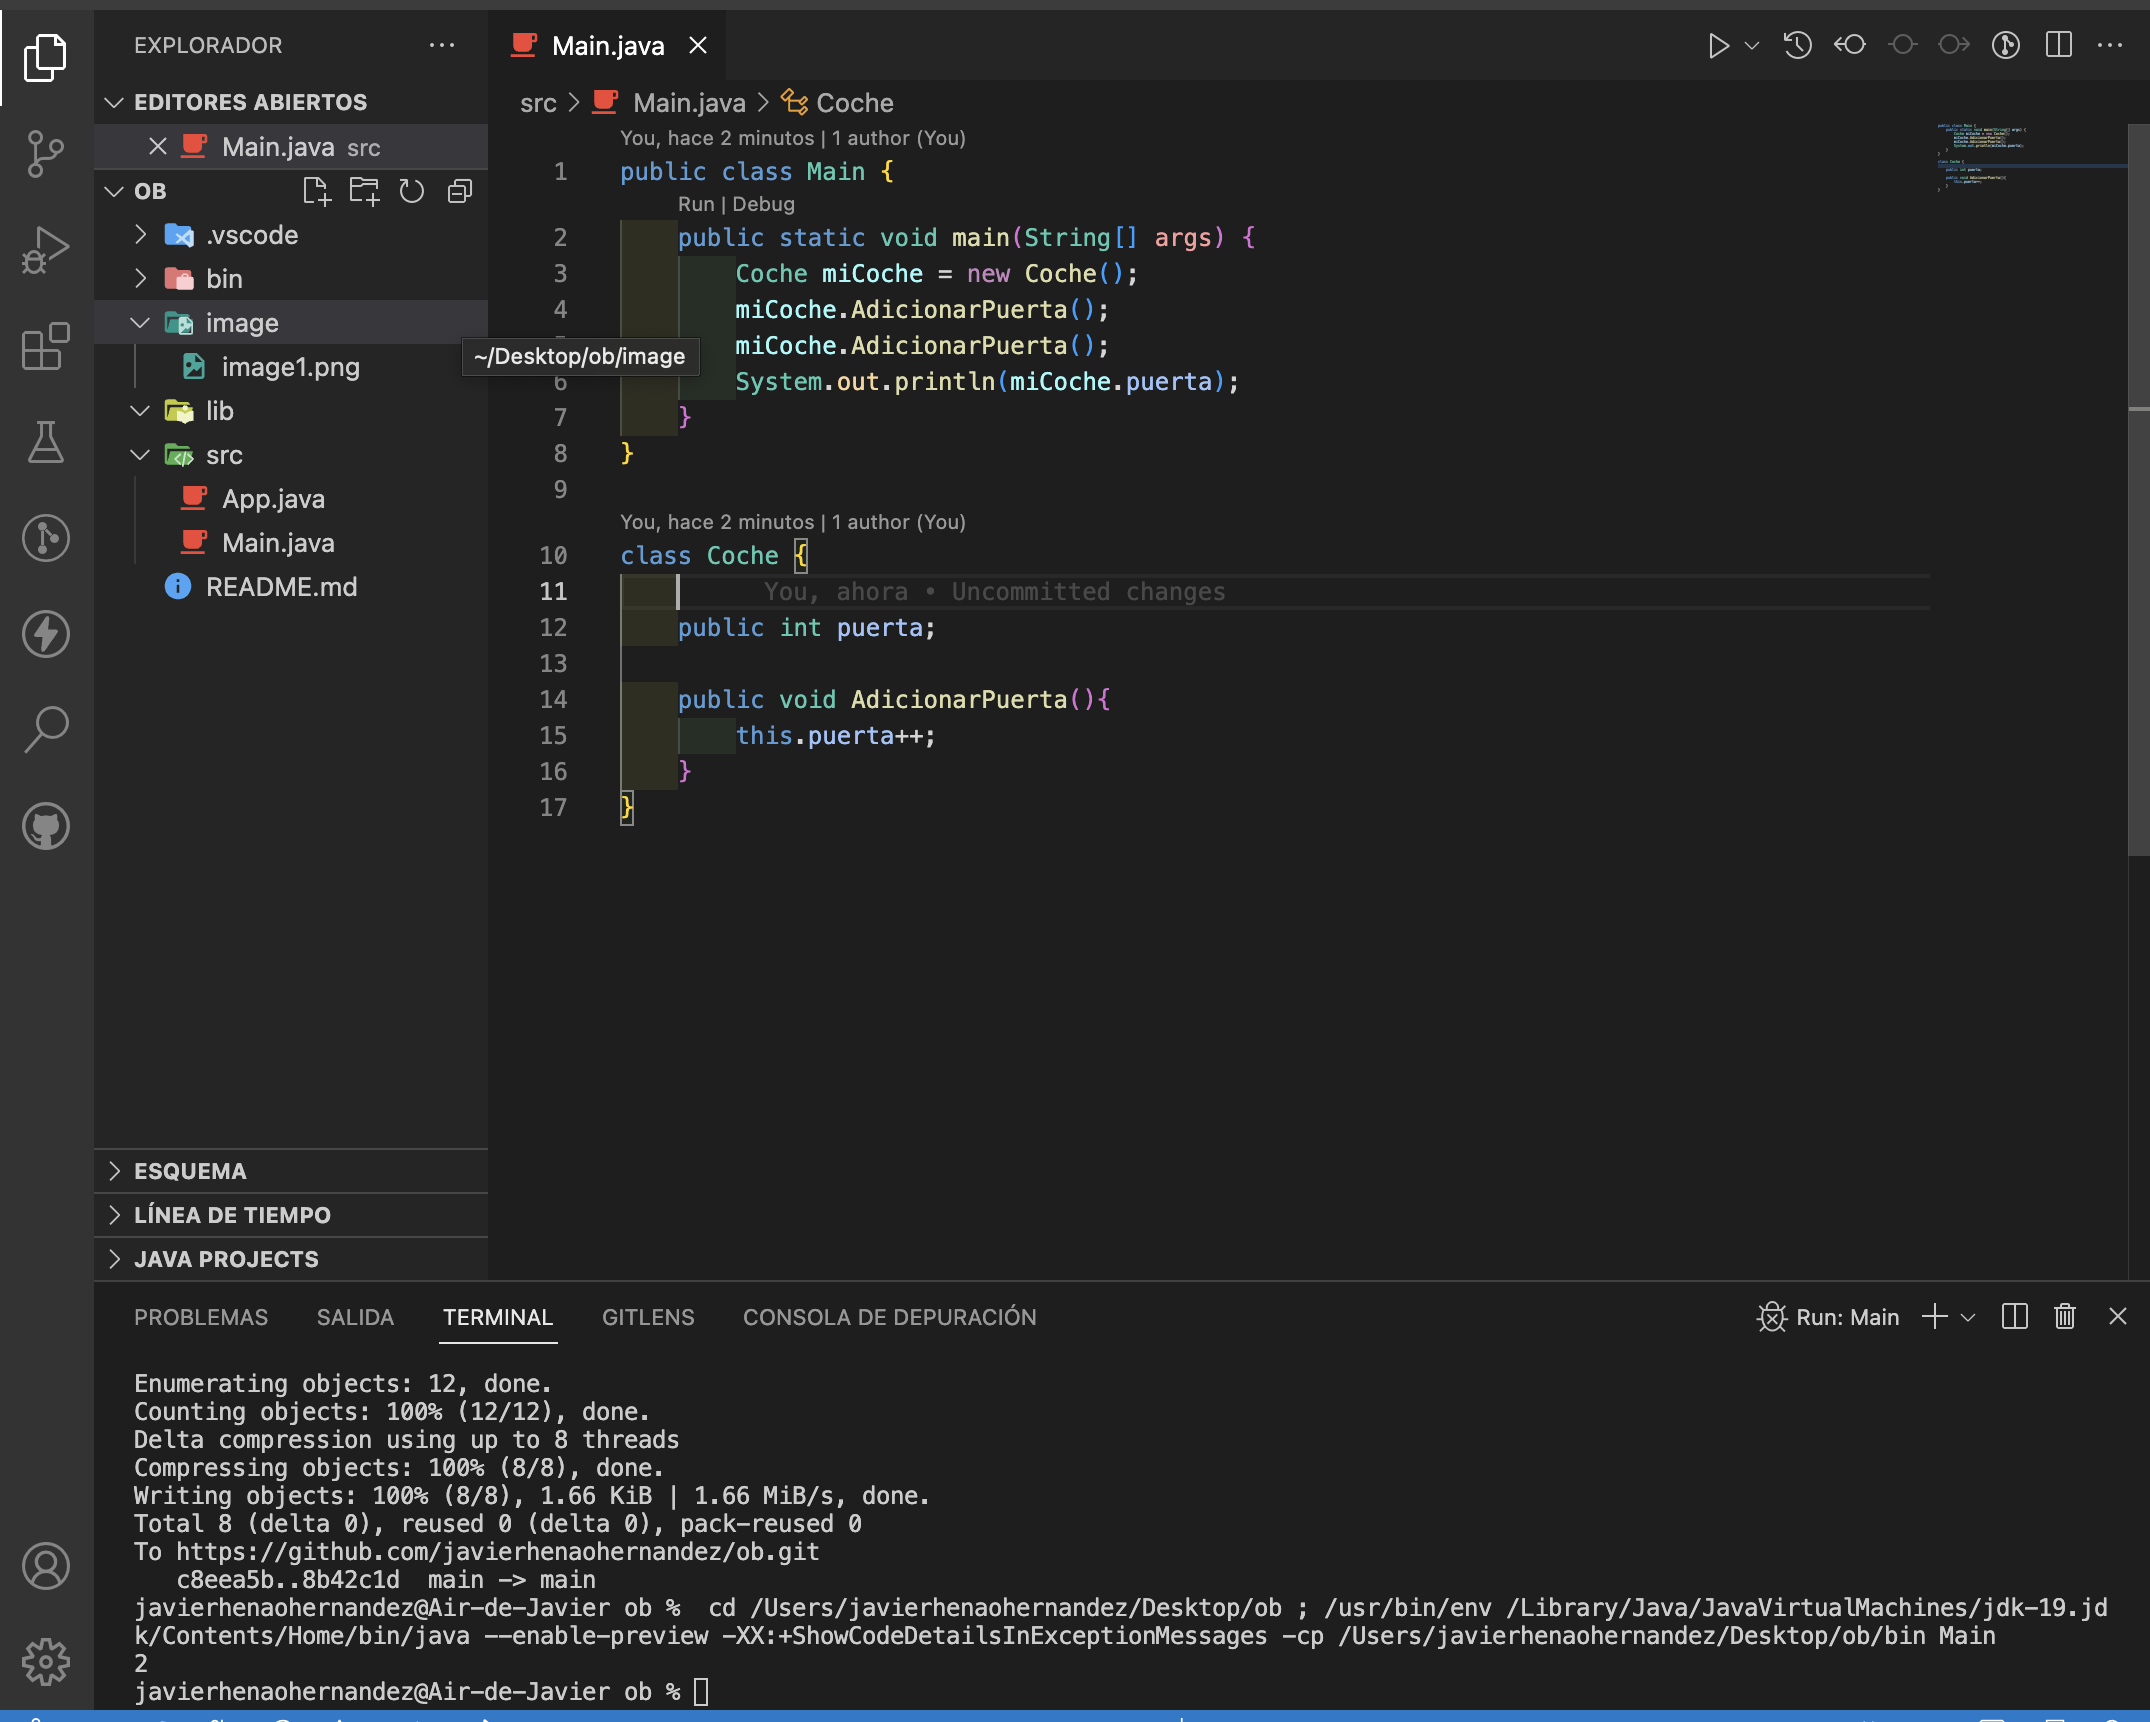 EXPLORADOR
EDITORES ABIERTOS
Main.java src
OB
.vscode
bin
image
image1.png
lib
src
App.java
Main.java
README.md
ESQUEMA
LÍNEA DE TIEMPO
JAVA PROJECTS
Main.java
src > Main.java > Coche
You, hace 2 minutos | 1 author (You)
1 public class Main {
Run | Debug
2 public static void main(String[] args) {
3 Coche miCoche = new Coche();
4 miCoche.AdicionarPuerta();
miCoche.AdicionarPuerta();
~/Desktop/ob/image
6 System.out.println(miCoche.puerta);
7 }
8 }
9
You, hace 2 minutos | 1 author (You)
10 class Coche {
11 You, ahora • Uncommitted changes
12 public int puerta;
13
14 public void AdicionarPuerta(){
15 this.puerta++;
16 }
17 }
PROBLEMAS SALIDA TERMINAL GITLENS CONSOLA DE DEPURACIÓN
Run: Main
Enumerating objects: 12, done.
Counting objects: 100% (12/12), done.
Delta compression using up to 8 threads
Compressing objects: 100% (8/8), done.
Writing objects: 100% (8/8), 1.66 KiB | 1.66 MiB/s, done.
Total 8 (delta 0), reused 0 (delta 0), pack-reused 0
To https://github.com/javierhenaohernandez/ob.git
c8eea5b..8b42c1d main -> main
javierhenaohernandez@Air-de-Javier ob % cd /Users/javierhenaohernandez/Desktop/ob ; /usr/bin/env /Library/Java/JavaVirtualMachines/jdk-19.jd
k/Contents/Home/bin/java --enable-preview -XX:+ShowCodeDetailsInExceptionMessages -cp /Users/javierhenaohernandez/Desktop/ob/bin Main
2
javierhenaohernandez@Air-de-Javier ob %